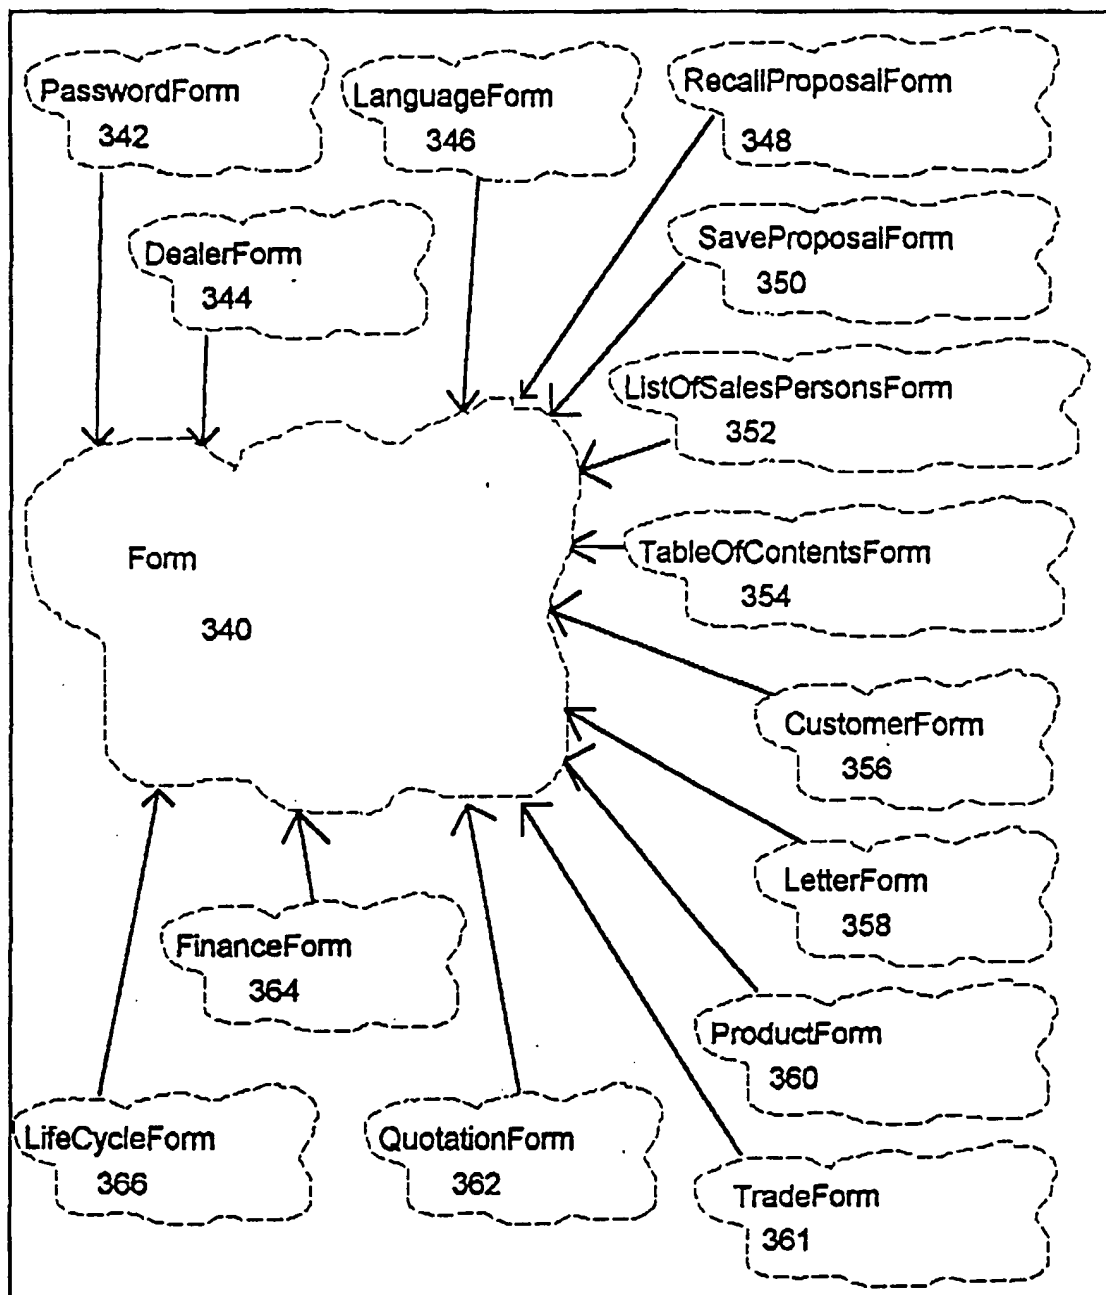 PasswordForm
342
LanguageForm
346
RecallProposalForm
348
DealerForm
344
SaveProposalForm
350
ListOfSalesPersonsForm
352
Form
340
TableOfContentsForm
354
CustomerForm
356
LetterForm
358
FinanceForm
364
ProductForm
360
LifeCycleForm
366
QuotationForm
362
TradeForm
361